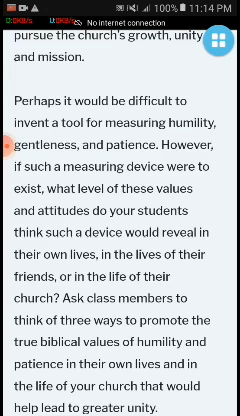 0:0KB/s U:0KB/s 100% 11:14 PM
No internet connection
pursue the church's growth, unity
and mission.
Perhaps it would be difficult to
invent a tool for measuring humility,
gentleness, and patience. However,
if such a measuring device were to
exist, what level of these values
and attitudes do your students
think such a device would reveal in
their own lives, in the lives of their
friends, or in the life of their
church? Ask class members to
think of three ways to promote the
true biblical values of humility and
patience in their own lives and in
the life of your church that would
help lead to greater unity.